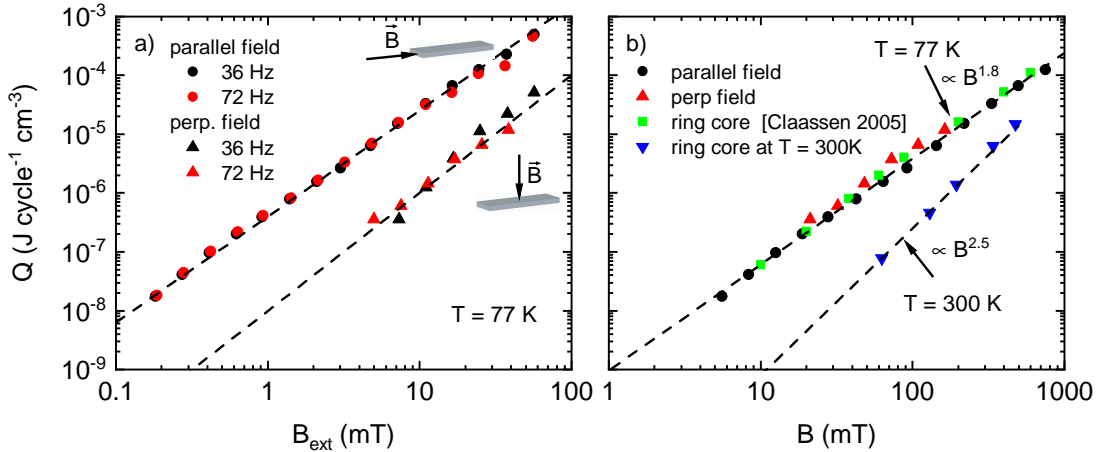 a)
parallel field
36 Hz
72 Hz
perp. field
36 Hz
72 Hz
B⃗
B⃗
T = 77 K
Q (J cycle⁻¹ cm⁻³)
10⁻³
10⁻⁴
10⁻⁵
10⁻⁶
10⁻⁷
10⁻⁸
10⁻⁹
0.1 1 10 100
B_ext (mT)
b)
T = 77 K
∝ B^1.8
parallel field
perp field
ring core [Claassen 2005]
ring core at T = 300K
∝ B^2.5
T = 300 K
1 10 100 1000
B (mT)